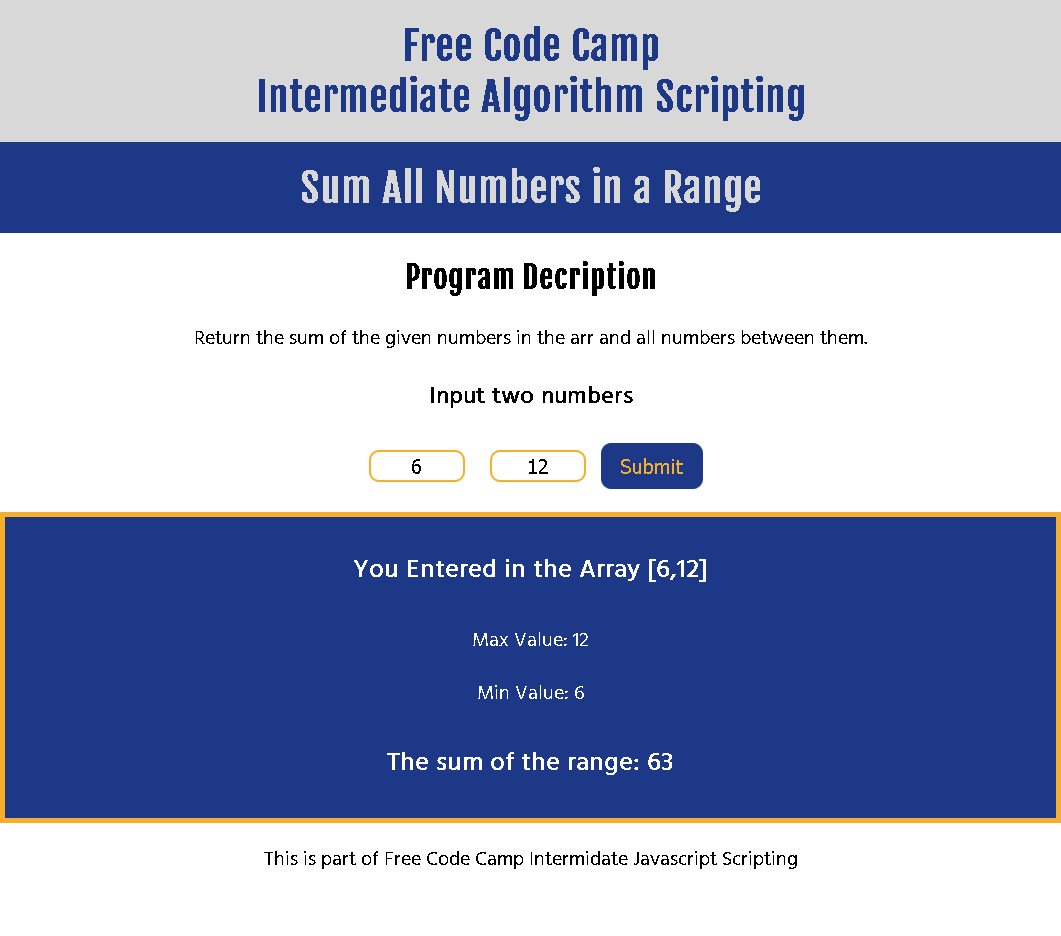 Free Code Camp
Intermediate Algorithm Scripting
Sum All Numbers in a Range
Program Decription
Return the sum of the given numbers in the arr and all numbers between them.
Input two numbers
6 12 Submit
You Entered in the Array [6,12]
Max Value: 12
Min Value: 6
The sum of the range: 63
This is part of Free Code Camp Intermidate Javascript Scripting